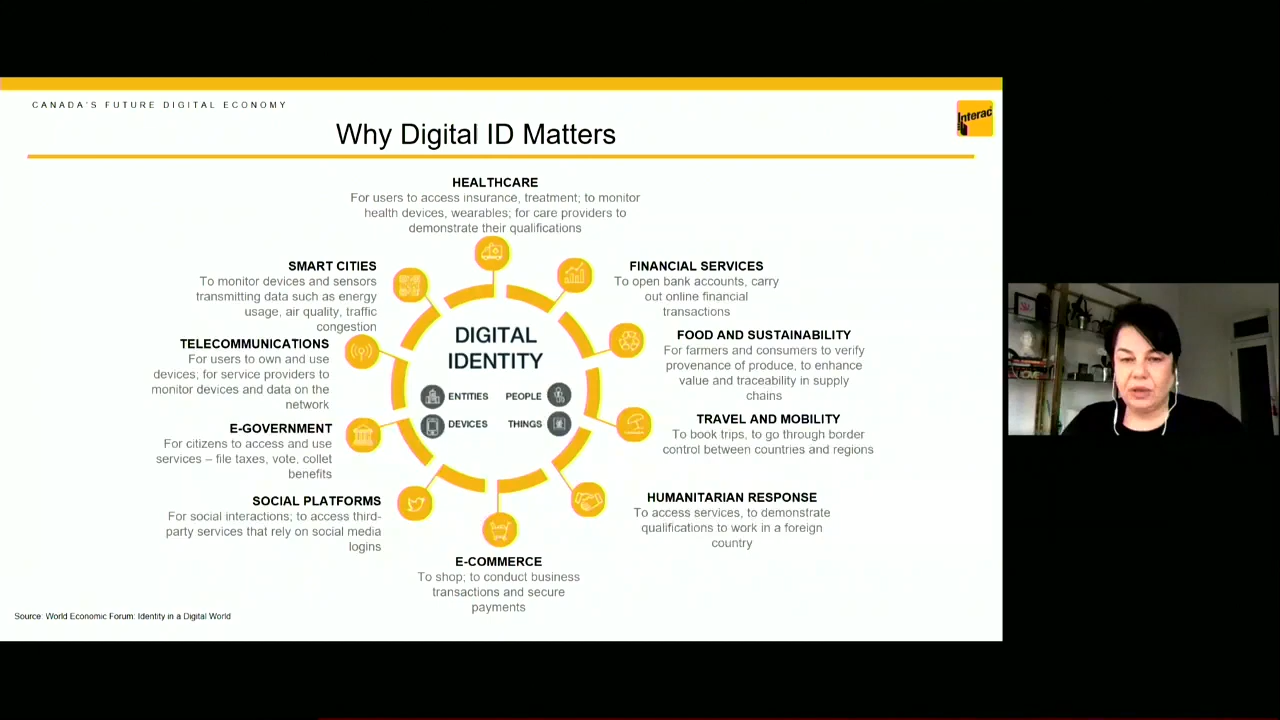 CANADA'S FUTURE DIGITAL ECONOMY
Interac
Why Digital ID Matters
HEALTHCARE
For users to access insurance, treatment; to monitor
health devices, wearables; for care providers to
demonstrate their qualifications
SMART CITIES
To monitor devices and sensors
transmitting data such as energy
usage, air quality, traffic
congestion
FINANCIAL SERVICES
To open bank accounts, carry
out online financial
transactions
TELECOMMUNICATIONS
For users to own and use
devices; for service providers to
monitor devices and data on the
network
DIGITAL
IDENTITY
ENTITIES
PEOPLE
DEVICES
THINGS
FOOD AND SUSTAINABILITY
For farmers and consumers to verify
provenance of produce, to enhance
value and traceability in supply
chains
E-GOVERNMENT
For citizens to access and use
services – file taxes, vote, collet
benefits
TRAVEL AND MOBILITY
To book trips, to go through border
control between countries and regions
SOCIAL PLATFORMS
For social interactions; to access third-
party services that rely on social media
logins
HUMANITARIAN RESPONSE
To access services, to demonstrate
qualifications to work in a foreign
country
E-COMMERCE
To shop; to conduct business
transactions and secure
payments
Source: World Economic Forum: Identity in a Digital World